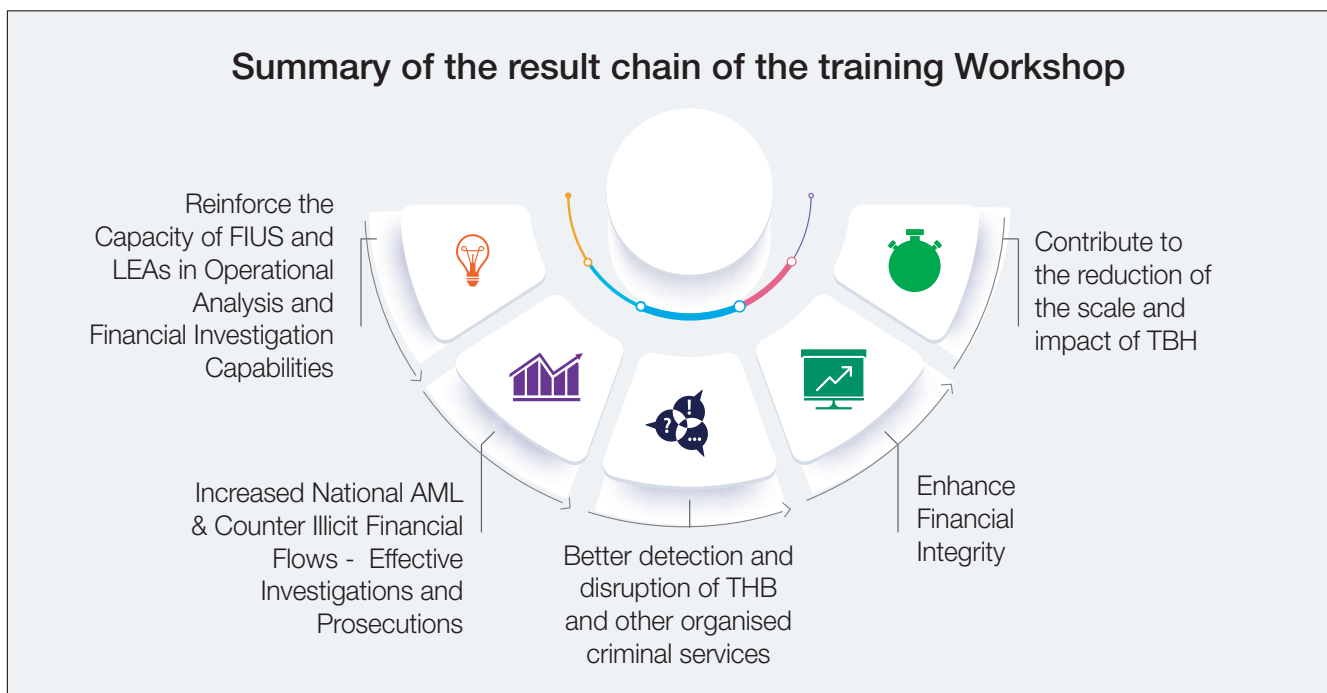 Summary of the result chain of the training Workshop
Reinforce the
Capacity of FIUS and
LEAs in Operational
Analysis and
Financial Investigation
Capabilities
Increased National AML
& Counter Illicit Financial
Flows - Effective
Investigations and
Prosecutions
Better detection and
disruption of THB
and other organised
criminal services
Enhance
Financial
Integrity
Contribute to
the reduction of
the scale and
impact of TBH